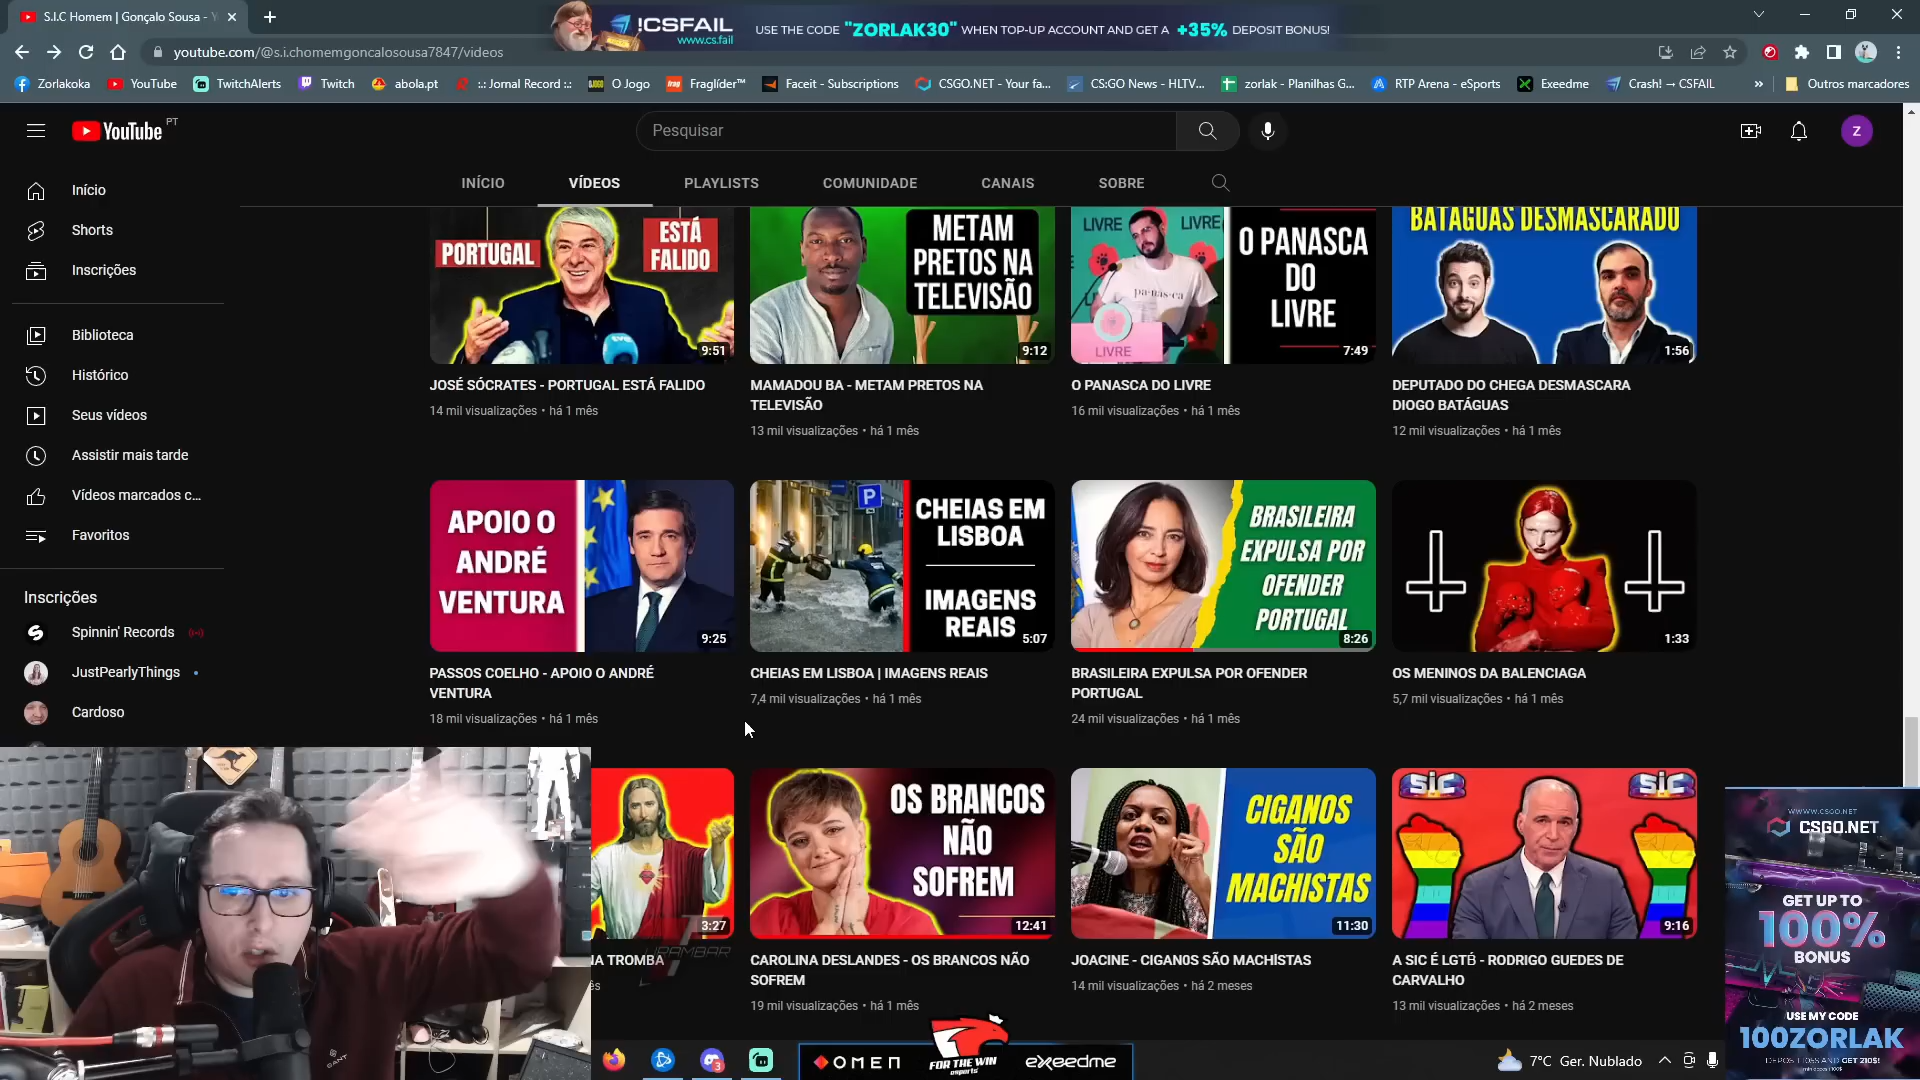 S.I.C Homem | Gonçalo Sousa - Y
!CSFAIL
www.cs.fail
USE THE CODE "ZORLAK30" WHEN TOP-UP ACCOUNT AND GET A +35% DEPOSIT BONUS!
youtube.com/@s.i.chomemgoncalosousa7847/videos
Zorlakoka
YouTube
TwitchAlerts
Twitch
abola.pt
::: Jornal Record :::
O Jogo
Fraglíder™
Faceit - Subscriptions
CSGO.NET - Your fa...
CS:GO News - HLTV...
zorlak - Planilhas G...
RTP Arena - eSports
Exeedme
Crash! → CSFAIL
»
Outros marcadores
YouTube PT
Pesquisar
Z
INÍCIO
VÍDEOS
PLAYLISTS
COMUNIDADE
CANAIS
SOBRE
Início
Shorts
Inscrições
Biblioteca
Histórico
Seus vídeos
Assistir mais tarde
Vídeos marcados c...
Favoritos
Inscrições
Spinnin' Records
JustPearlyThings
Cardoso
PORTUGAL
ESTÁ
FALIDO
9:51
JOSÉ SÓCRATES - PORTUGAL ESTÁ FALIDO
14 mil visualizações • há 1 mês
METAM
PRETOS NA
TELEVISÃO
9:12
MAMADOU BA - METAM PRETOS NA
TELEVISÃO
13 mil visualizações • há 1 mês
LIVRE
LIVRE
pa·nas·ca
LIVRE
O PANASCA
DO
LIVRE
7:49
O PANASCA DO LIVRE
16 mil visualizações • há 1 mês
BATÁGUAS DESMASCARADO
1:56
DEPUTADO DO CHEGA DESMASCARA
DIOGO BATÁGUAS
12 mil visualizações • há 1 mês
APOIO O
ANDRÉ
VENTURA
9:25
PASSOS COELHO - APOIO O ANDRÉ
VENTURA
18 mil visualizações • há 1 mês
P
CHEIAS EM
LISBOA
IMAGENS
REAIS
5:07
CHEIAS EM LISBOA | IMAGENS REAIS
7,4 mil visualizações • há 1 mês
BRASILEIRA
EXPULSA POR
OFENDER
PORTUGAL
8:26
BRASILEIRA EXPULSA POR OFENDER
PORTUGAL
24 mil visualizações • há 1 mês
1:33
OS MENINOS DA BALENCIAGA
5,7 mil visualizações • há 1 mês
3:27
NA TROMBA
OS BRANCOS
NÃO
SOFREM
12:41
CAROLINA DESLANDES - OS BRANCOS NÃO
SOFREM
19 mil visualizações • há 1 mês
CIGANOS
SÃO
MACHISTAS
11:30
JOACINE - CIGAN0S SÃO MACHISTAS
14 mil visualizações • há 2 meses
SIC
SIC
9:16
A SIC É LGTB - RODRIGO GUEDES DE
CARVALHO
13 mil visualizações • há 2 meses
WWW.CSGO.NET
CSGO.NET
GET UP TO
100%
BONUS
USE MY CODE
100ZORLAK
3
OMEN
FOR THE WIN
esports
exeedme
7°C Ger. Nublado